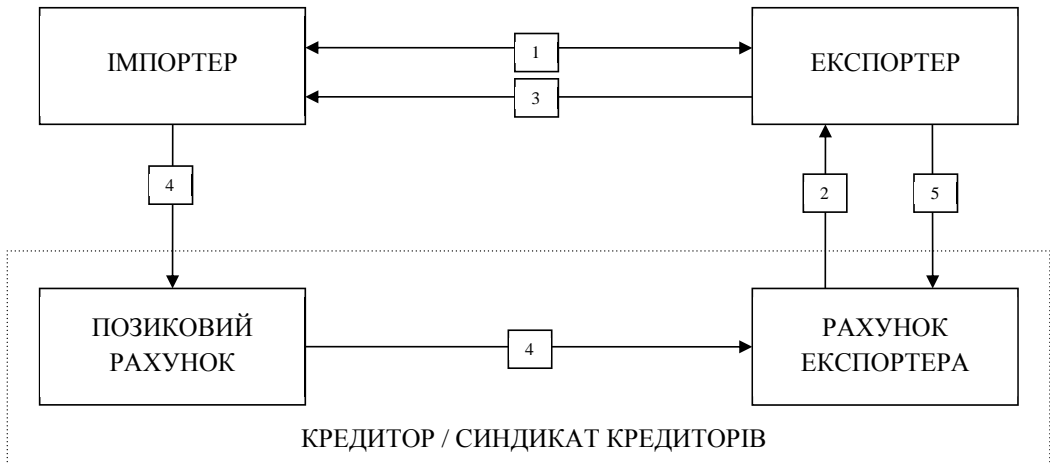 ІМПОРТЕР
1
ЕКСПОРТЕР
3
4
2
5
ПОЗИКОВИЙ
РАХУНОК
4
РАХУНОК
ЕКСПОРТЕРА
КРЕДИТОР / СИНДИКАТ КРЕДИТОРІВ